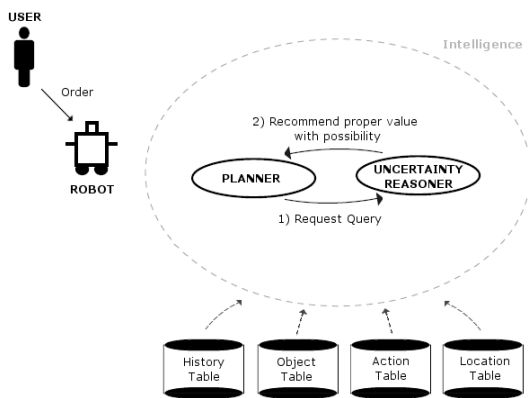 USER
Intelligence
Order
ROBOT
2) Recommend proper value
with possibility
PLANNER
UNCERTAINTY
REASONER
1) Request Query
History
Table
Object
Table
Action
Table
Location
Table